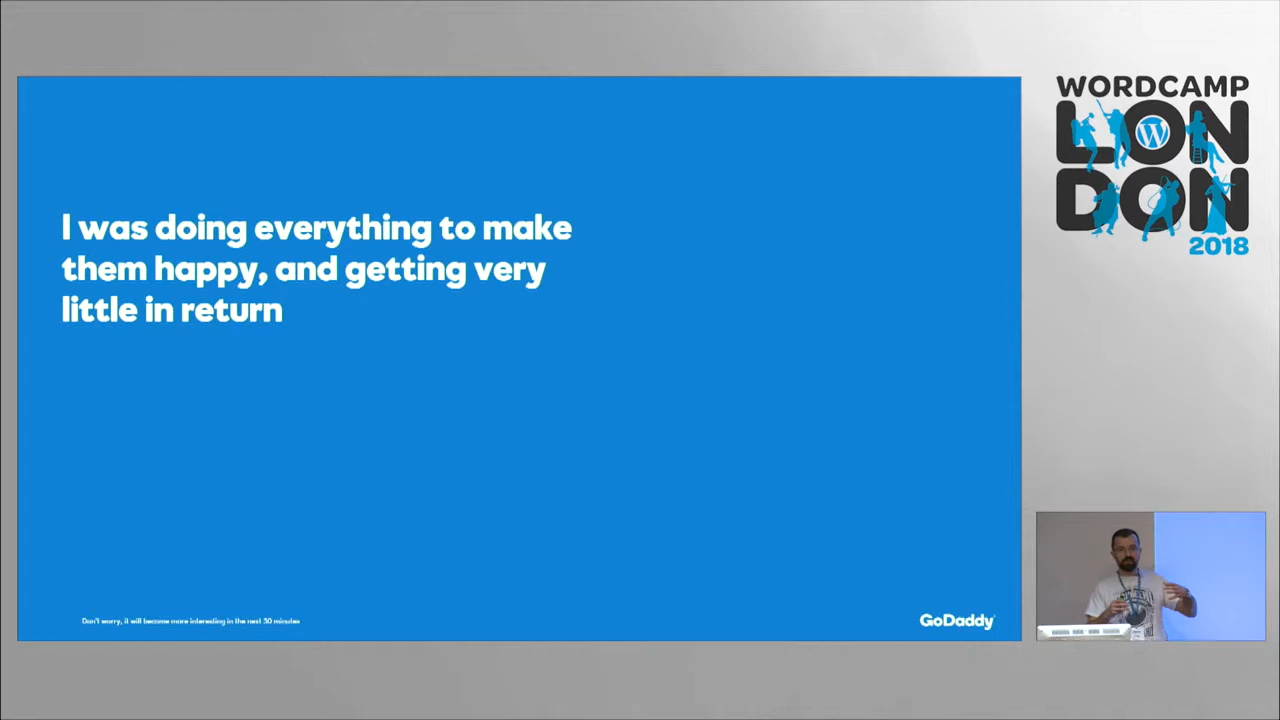 I was doing everything to make
them happy, and getting very
little in return
Don't worry, it will become more interesting in the next 30 minutes
GoDaddy
WORDCAMP
LON
DON
2018